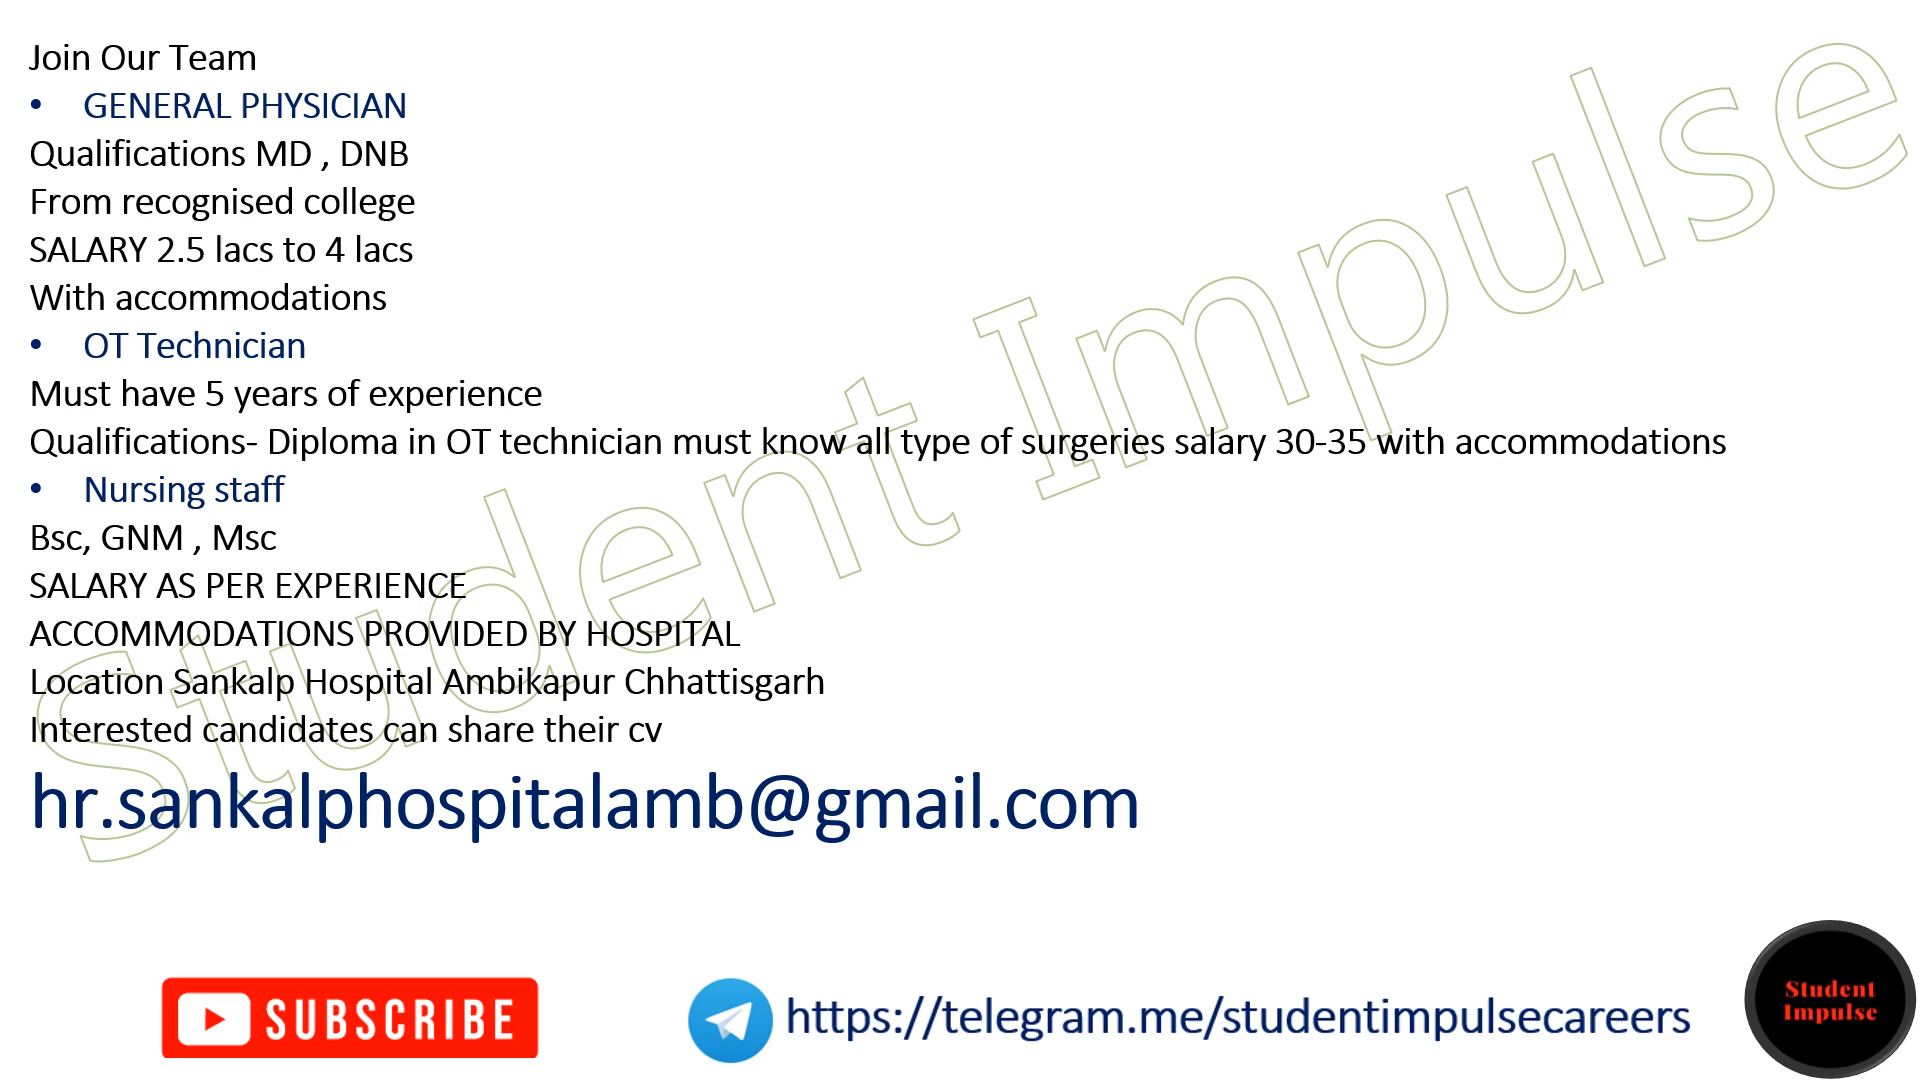 Join Our Team
• GENERAL PHYSICIAN
Qualifications MD , DNB
From recognised college
SALARY 2.5 lacs to 4 lacs
With accommodations
• OT Technician
Must have 5 years of experience
Qualifications- Diploma in OT technician must know all type of surgeries salary 30-35 with accommodations
• Nursing staff
Bsc, GNM , Msc
SALARY AS PER EXPERIENCE
ACCOMMODATIONS PROVIDED BY HOSPITAL
Location Sankalp Hospital Ambikapur Chhattisgarh
Interested candidates can share their cv
hr.sankalphospitalamb@gmail.com
Student Impulse
SUBSCRIBE
https://telegram.me/studentimpulsecareers
Student
Impulse